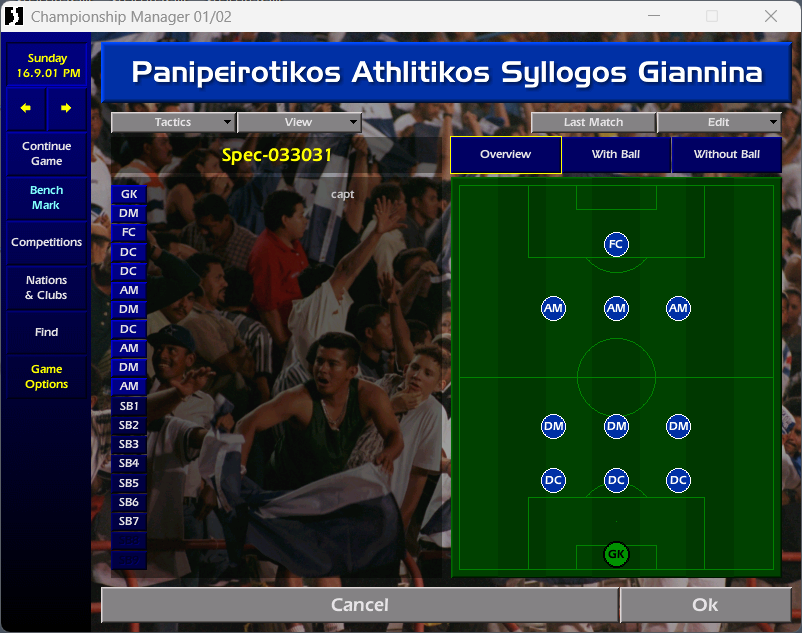 Championship Manager 01/02
Panipeirotikos Athlitikos Syllogos Giannina
Sunday
16.9.01 PM
Continue
Game
Bench
Mark
Competitions
Nations
& Clubs
Find
Game
Options
Tactics
View
Last Match
Edit
Spec-033031
Overview
With Ball
Without Ball
GK
capt
DM
FC
DC
DC
AM
DM
DC
AM
DM
AM
SB1
SB2
SB3
SB4
SB5
SB6
SB7
FC
AM AM AM
DM DM DM
DC DC DC
GK
Cancel
Ok